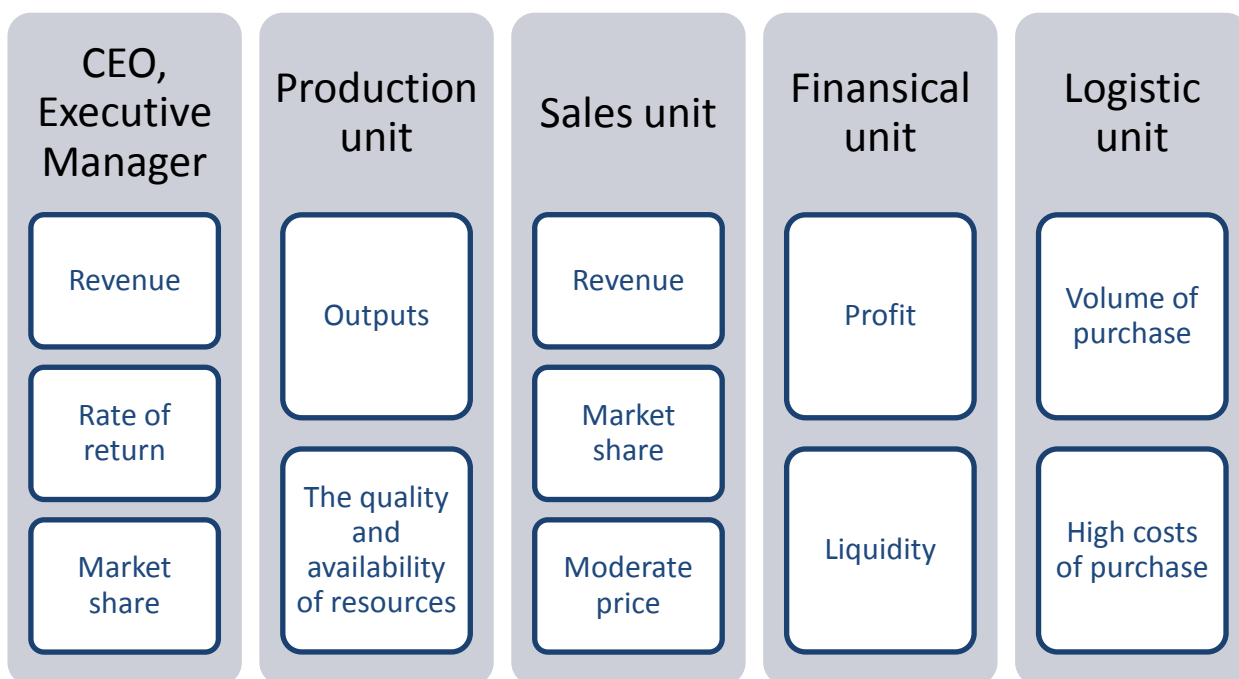 CEO,
Executive
Manager
Revenue
Rate of
return
Market
share
Production
unit
Outputs
The quality
and
availability
of resources
Sales unit
Revenue
Market
share
Moderate
price
Finansical
unit
Profit
Liquidity
Logistic
unit
Volume of
purchase
High costs
of purchase